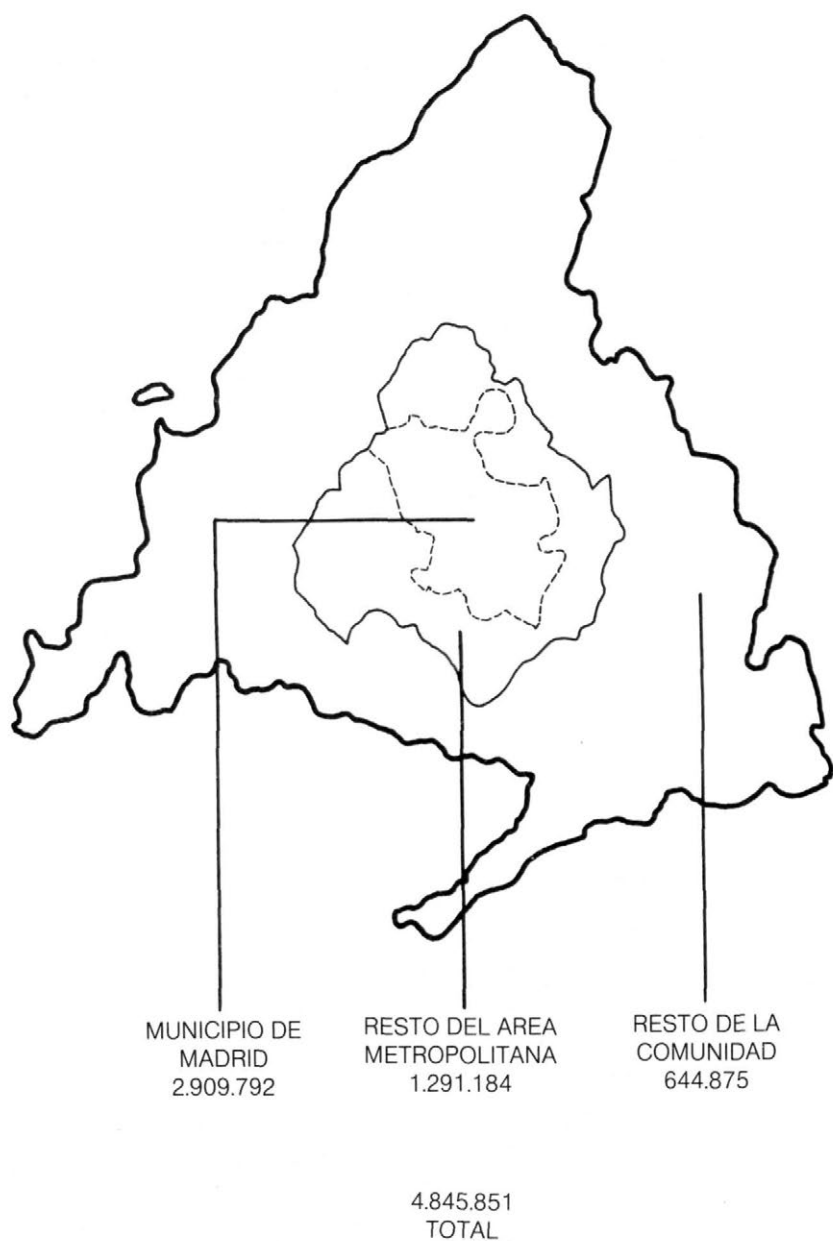 MUNICIPIO DE
MADRID
2.909.792
RESTO DEL AREA
METROPOLITANA
1.291.184
RESTO DE LA
COMUNIDAD
644.875
4.845.851
TOTAL